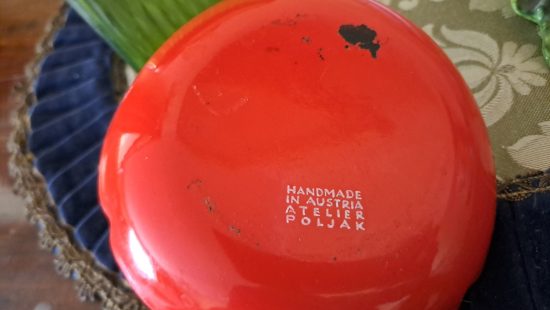 HANDMADE
IN AUSTRIA
ATELIER
POLJAK